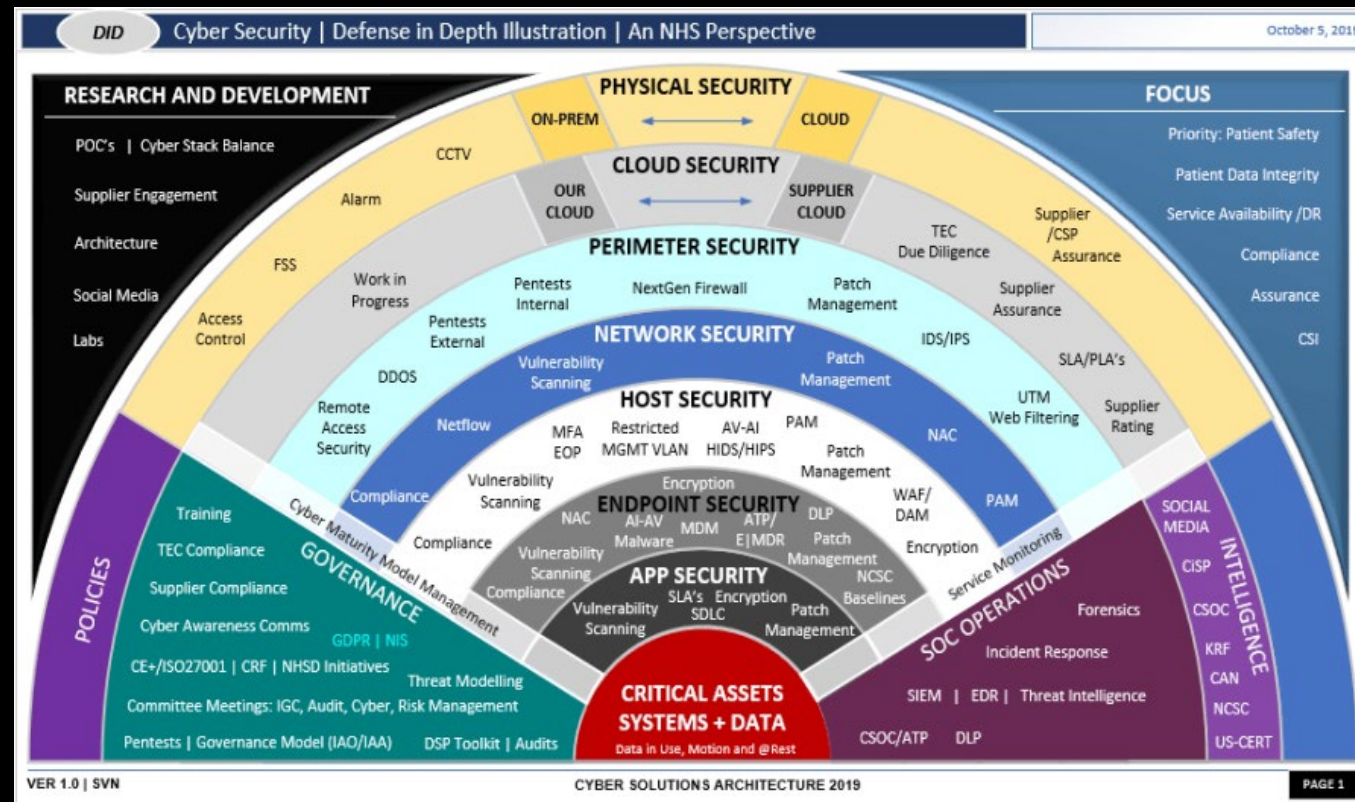 DID
Cyber Security | Defense in Depth Illustration | An NHS Perspective
October 5, 2019
RESEARCH AND DEVELOPMENT
POC's | Cyber Stack Balance
Supplier Engagement
Architecture
Social Media
Labs
FOCUS
Priority: Patient Safety
Patient Data Integrity
Service Availability /DR
Compliance
Assurance
CSI
PHYSICAL SECURITY
ON-PREM
CLOUD
CCTV
Alarm
FSS
Access
Control
Supplier
/CSP
Assurance
CLOUD SECURITY
OUR
CLOUD
SUPPLIER
CLOUD
Work in
Progress
TEC
Due Diligence
Supplier
Assurance
SLA/PLA's
Supplier
Rating
PERIMETER SECURITY
Pentests
Internal
NextGen Firewall
Patch
Management
Pentests
External
IDS/IPS
DDOS
UTM
Web Filtering
Remote
Access
Security
NETWORK SECURITY
Vulnerability
Scanning
Patch
Management
Netflow
NAC
Compliance
PAM
HOST SECURITY
MFA
EOP
Restricted
MGMT VLAN
AV-AI
HIDS/HIPS
PAM
Patch
Management
Vulnerability
Scanning
WAF/
DAM
Compliance
Encryption
Encryption
ENDPOINT SECURITY
NAC
AI-AV
Malware
MDM
ATP/
E|MDR
DLP
Patch
Management
Vulnerability
Scanning
NCSC
Baselines
Compliance
APP SECURITY
SLA's Encryption
SDLC
Vulnerability
Scanning
Patch
Management
CRITICAL ASSETS
SYSTEMS + DATA
Data in Use, Motion and @Rest
POLICIES
Cyber Maturity Model Management
GOVERNANCE
Training
TEC Compliance
Supplier Compliance
Cyber Awareness Comms
GDPR | NIS
CE+/ISO27001 | CRF | NHSD Initiatives
Threat Modelling
Committee Meetings: IGC, Audit, Cyber, Risk Management
Pentests | Governance Model (IAO/IAA)
DSP Toolkit | Audits
Service Monitoring
SOC OPERATIONS
Forensics
Incident Response
SIEM | EDR | Threat Intelligence
CSOC/ATP
DLP
INTELLIGENCE
SOCIAL
MEDIA
CiSP
CSOC
KRF
CAN
NCSC
US-CERT
VER 1.0 | SVN
CYBER SOLUTIONS ARCHITECTURE 2019
PAGE 1